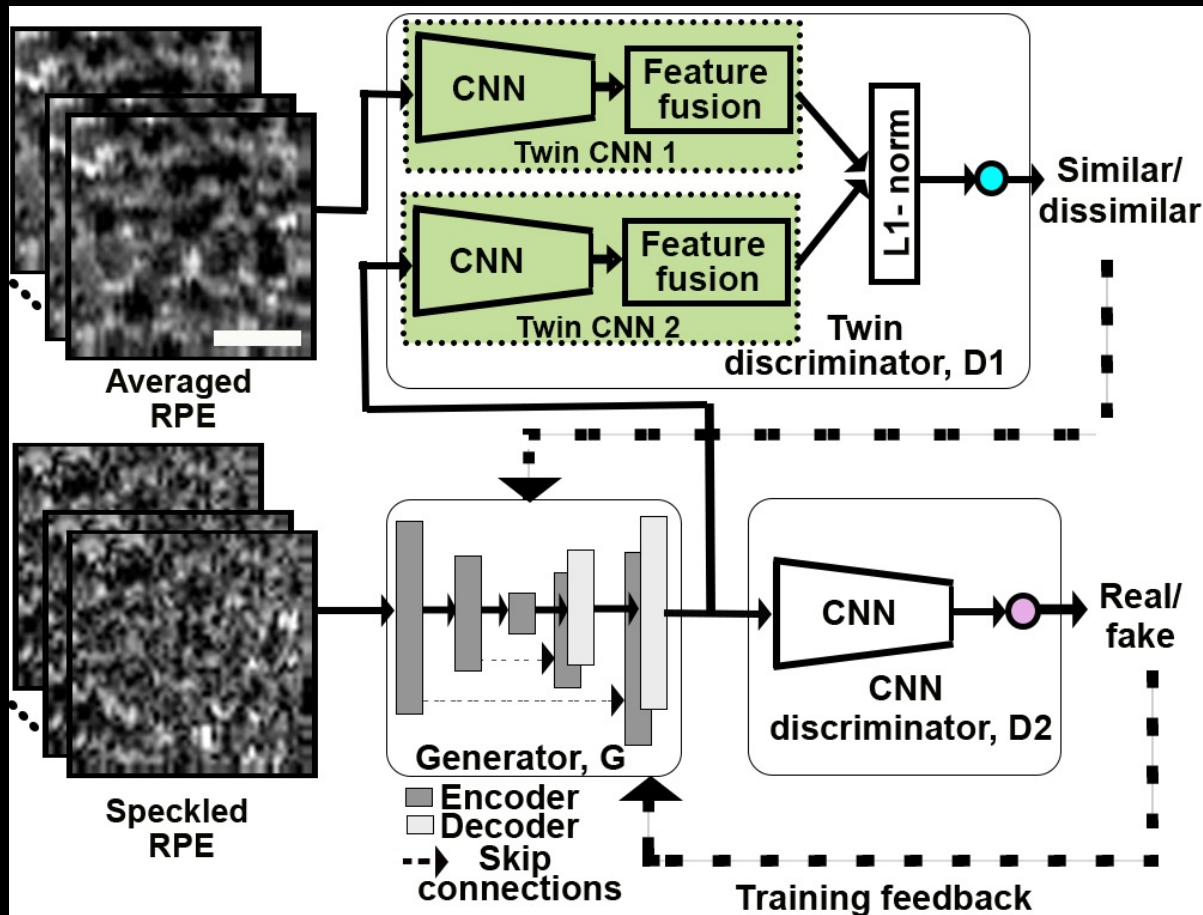 CNN
Feature
fusion
Twin CNN 1
CNN
Feature
fusion
Twin CNN 2
L1- norm
Similar/
dissimilar
Twin
discriminator, D1
Averaged
RPE
Speckled
RPE
Generator, G
Encoder
Decoder
Skip
connections
CNN
CNN
discriminator, D2
Real/
fake
Training feedback